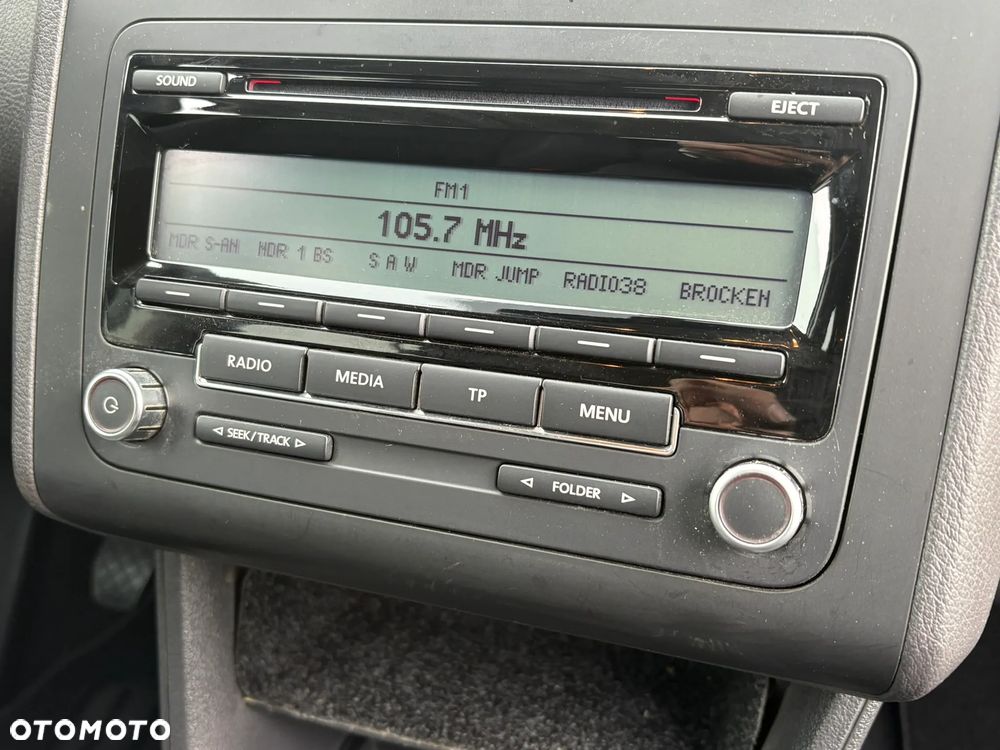 SOUND
EJECT
FM1
105.7 MHz
MDR S-AN NDR 1 BS S A W MDR JUMP RADIO38 BROCKEN
RADIO MEDIA TP MENU
SEEK/TRACK
FOLDER
OTOMOTO